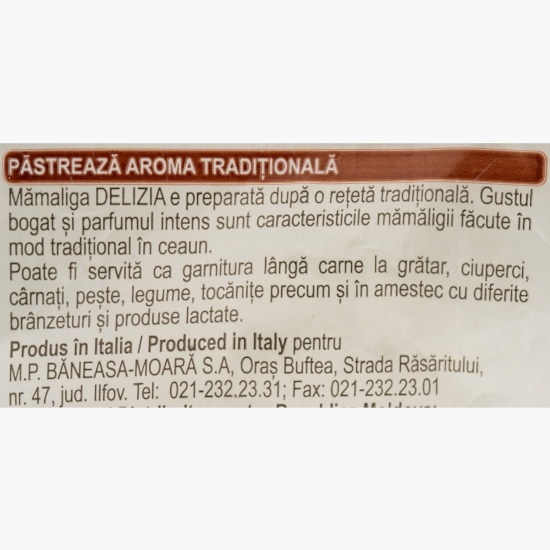 PĂSTREAZĂ AROMA TRADIȚIONALĂ
Mămaliga DELIZIA e preparată după o rețetă tradițională. Gustul
bogat și parfumul intens sunt caracteristicile mămăligii făcute în
mod tradițional în ceaun.
Poate fi servită ca garnitura lângă carne la grătar, ciuperci,
cârnați, pește, legume, tocănițe precum și în amestec cu diferite
brânzeturi și produse lactate.
Produs în Italia / Produced in Italy pentru
M.P. BĂNEASA-MOARĂ S.A, Oraș Buftea, Strada Răsăritului,
nr. 47, jud. Ilfov. Tel: 021-232.23.31; Fax: 021-232.23.01